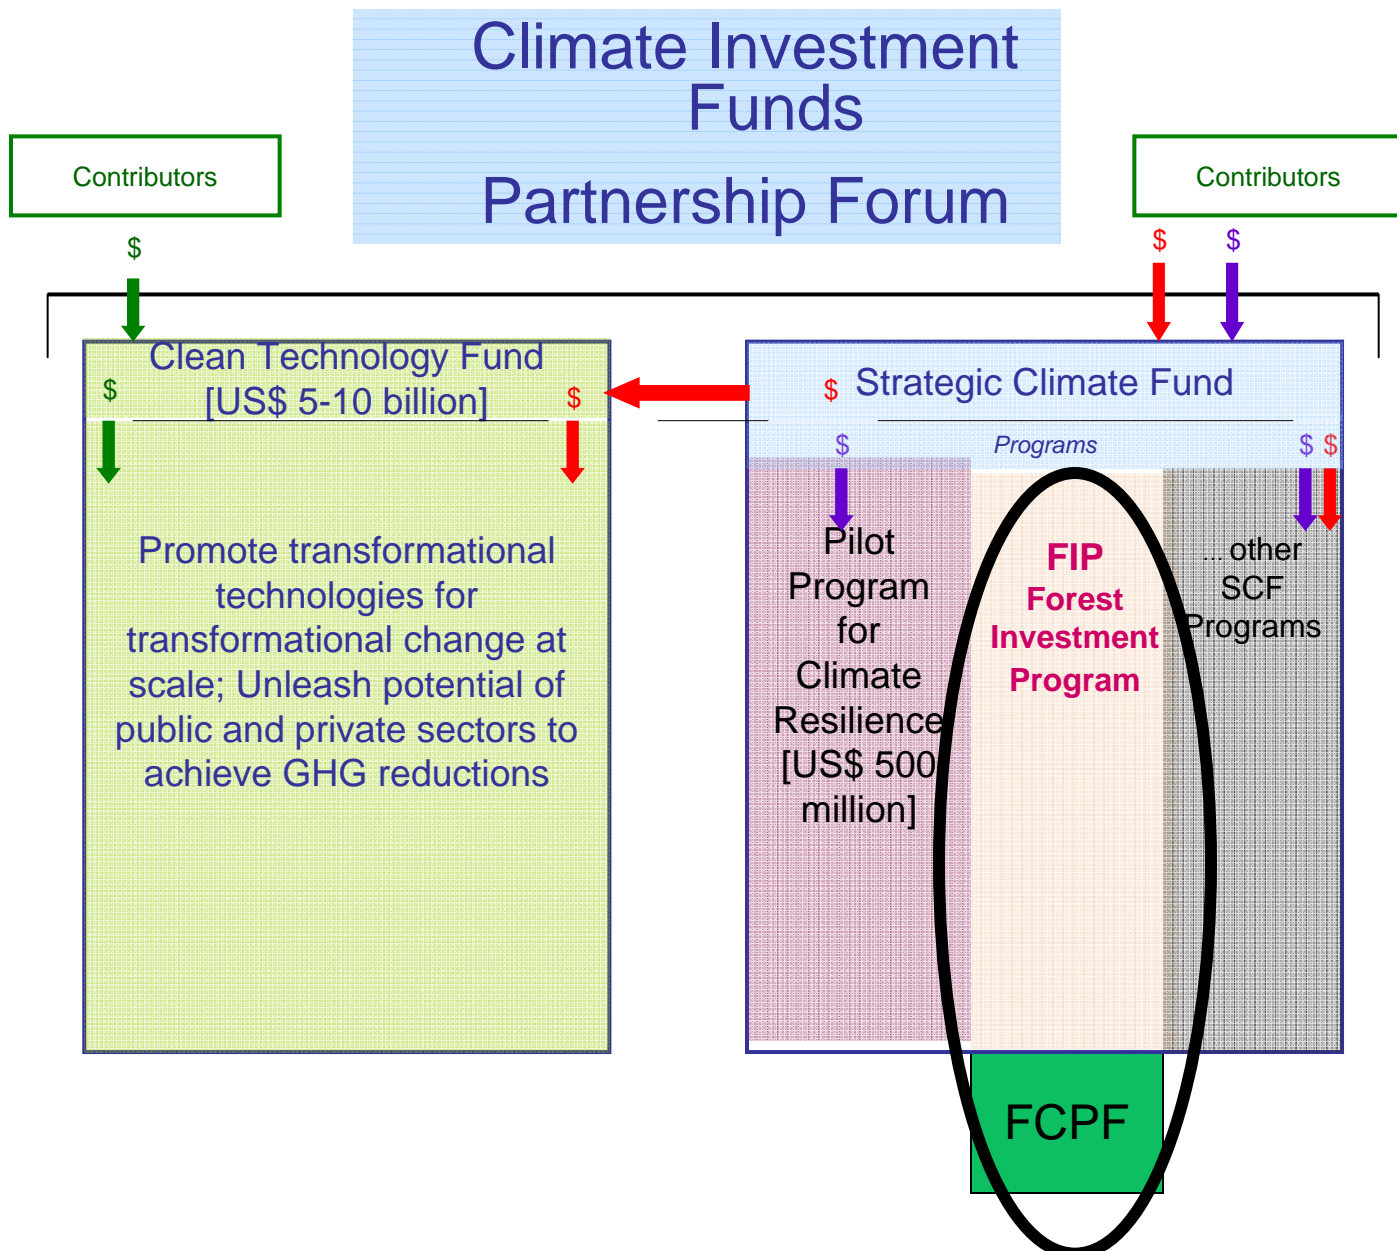 Climate Investment
Funds
Partnership Forum
Contributors
Contributors
$
$
$
Clean Technology Fund
[US$ 5-10 billion]
$
$
$
Strategic Climate Fund
Programs
$
$
$
Promote transformational
technologies for
transformational change at
scale; Unleash potential of
public and private sectors to
achieve GHG reductions
Pilot
Program
for
Climate
Resilience
[US$ 500
million]
FIP
Forest
Investment
Program
... other
SCF
Programs
FCPF